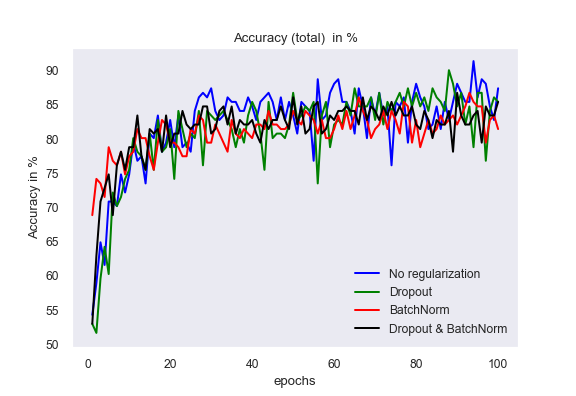 Accuracy (total)  in %
Accuracy in %
90
85
80
75
70
65
60
55
50
0
20
40
60
80
100
epochs
No regularization
Dropout
BatchNorm
Dropout & BatchNorm